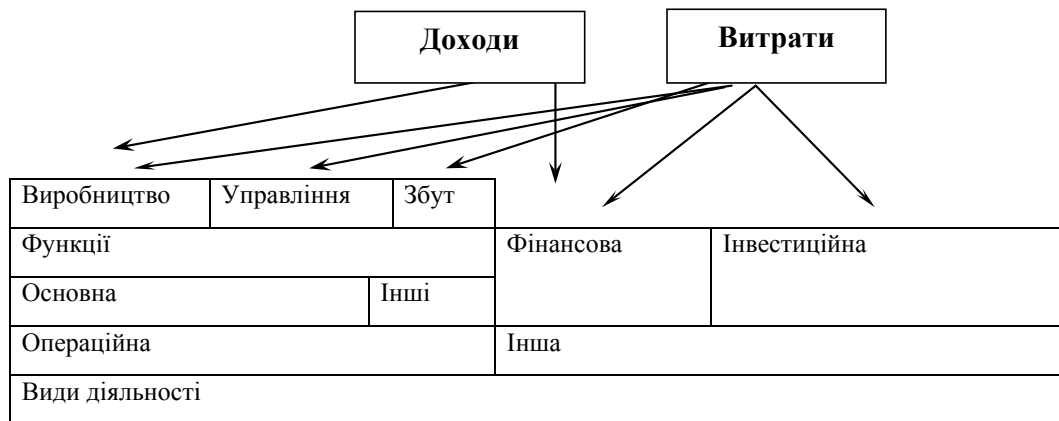 Доходи
Витрати
Виробництво
Управління
Збут
Функції
Фінансова
Інвестиційна
Основна
Інші
Операційна
Інша
Види діяльності